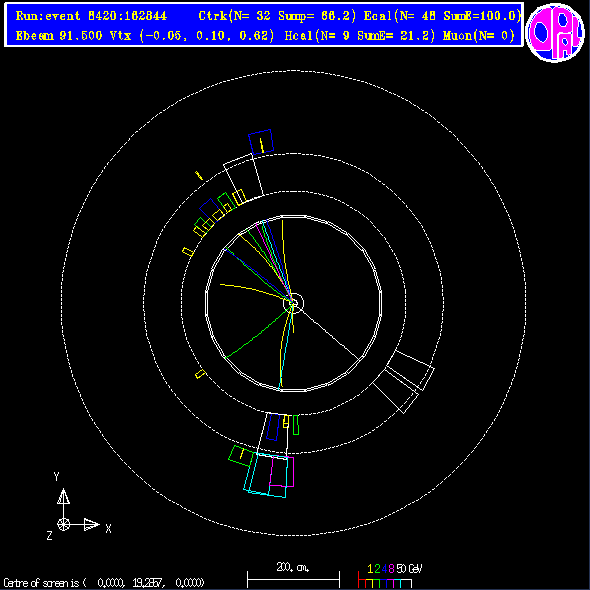 Run:event 8420:162844 Ctrk(N= 32 Sump= 66.2) Ecal(N= 48 SumE=100.0)
Ebeam 91.500 Vtx (-0.06, 0.10, 0.62) Hcal(N= 9 SumE= 21.2) Muon(N= 0)
OPAL
Y
X
Z
200. cm.
1 2 4 8 50 GeV
Centre of screen is ( 0.0000, 19.2857, 0.0000)